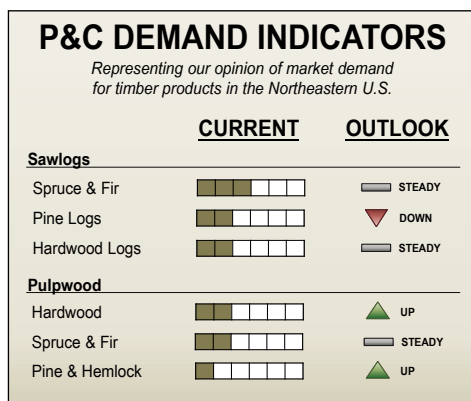 P&C DEMAND INDICATORS
Representing our opinion of market demand
for timber products in the Northeastern U.S.
CURRENT OUTLOOK
Sawlogs
Spruce & Fir STEADY
Pine Logs DOWN
Hardwood Logs STEADY
Pulpwood
Hardwood UP
Spruce & Fir STEADY
Pine & Hemlock UP